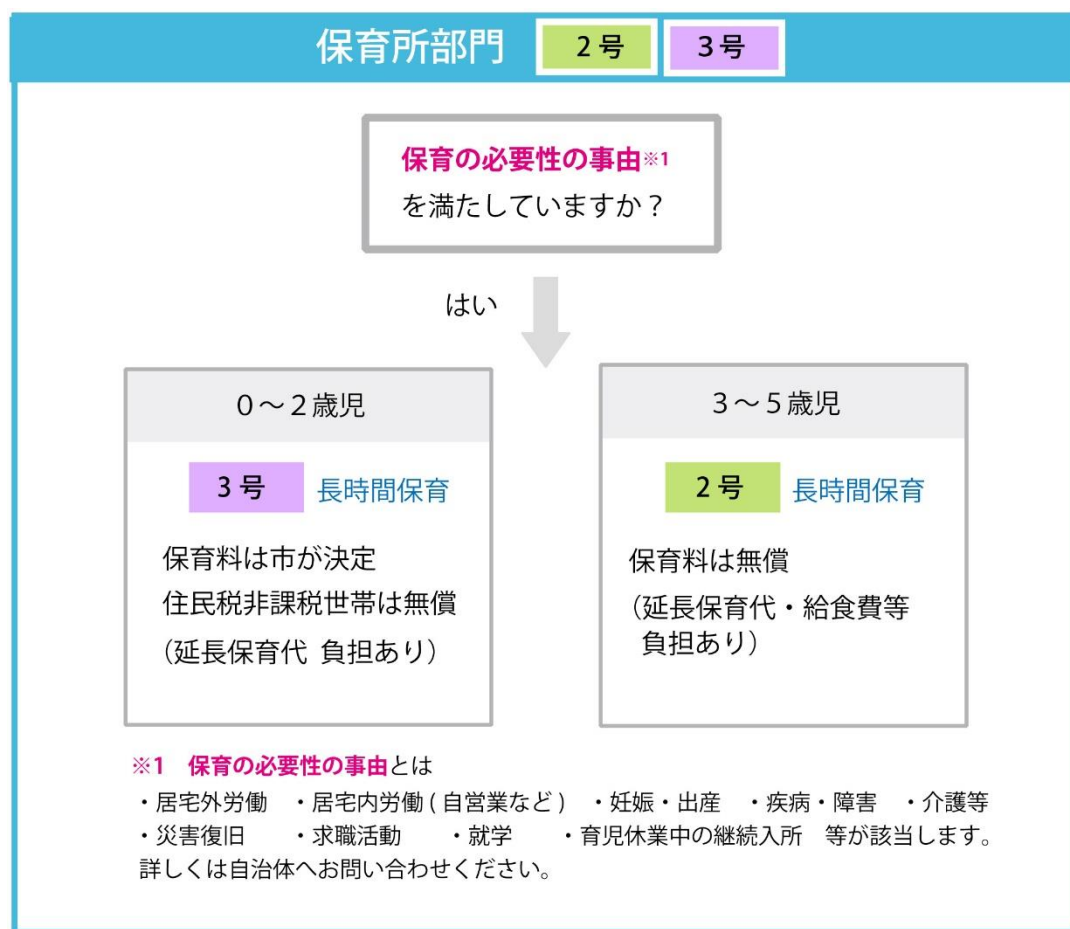 保育所部門 2号 3号
保育の必要性の事由※1
を満たしていますか？
はい
０～２歳児
3号 長時間保育
保育料は市が決定
住民税非課税世帯は無償
（延長保育代 負担あり）
３～５歳児
2号 長時間保育
保育料は無償
（延長保育代・給食費等
負担あり）
※1 保育の必要性の事由とは
・居宅外労働 ・居宅内労働 ( 自営業など ) ・妊娠・出産 ・疾病・障害 ・介護等
・災害復旧 ・求職活動 ・就学 ・育児休業中の継続入所 等が該当します。
詳しくは自治体へお問い合わせください。